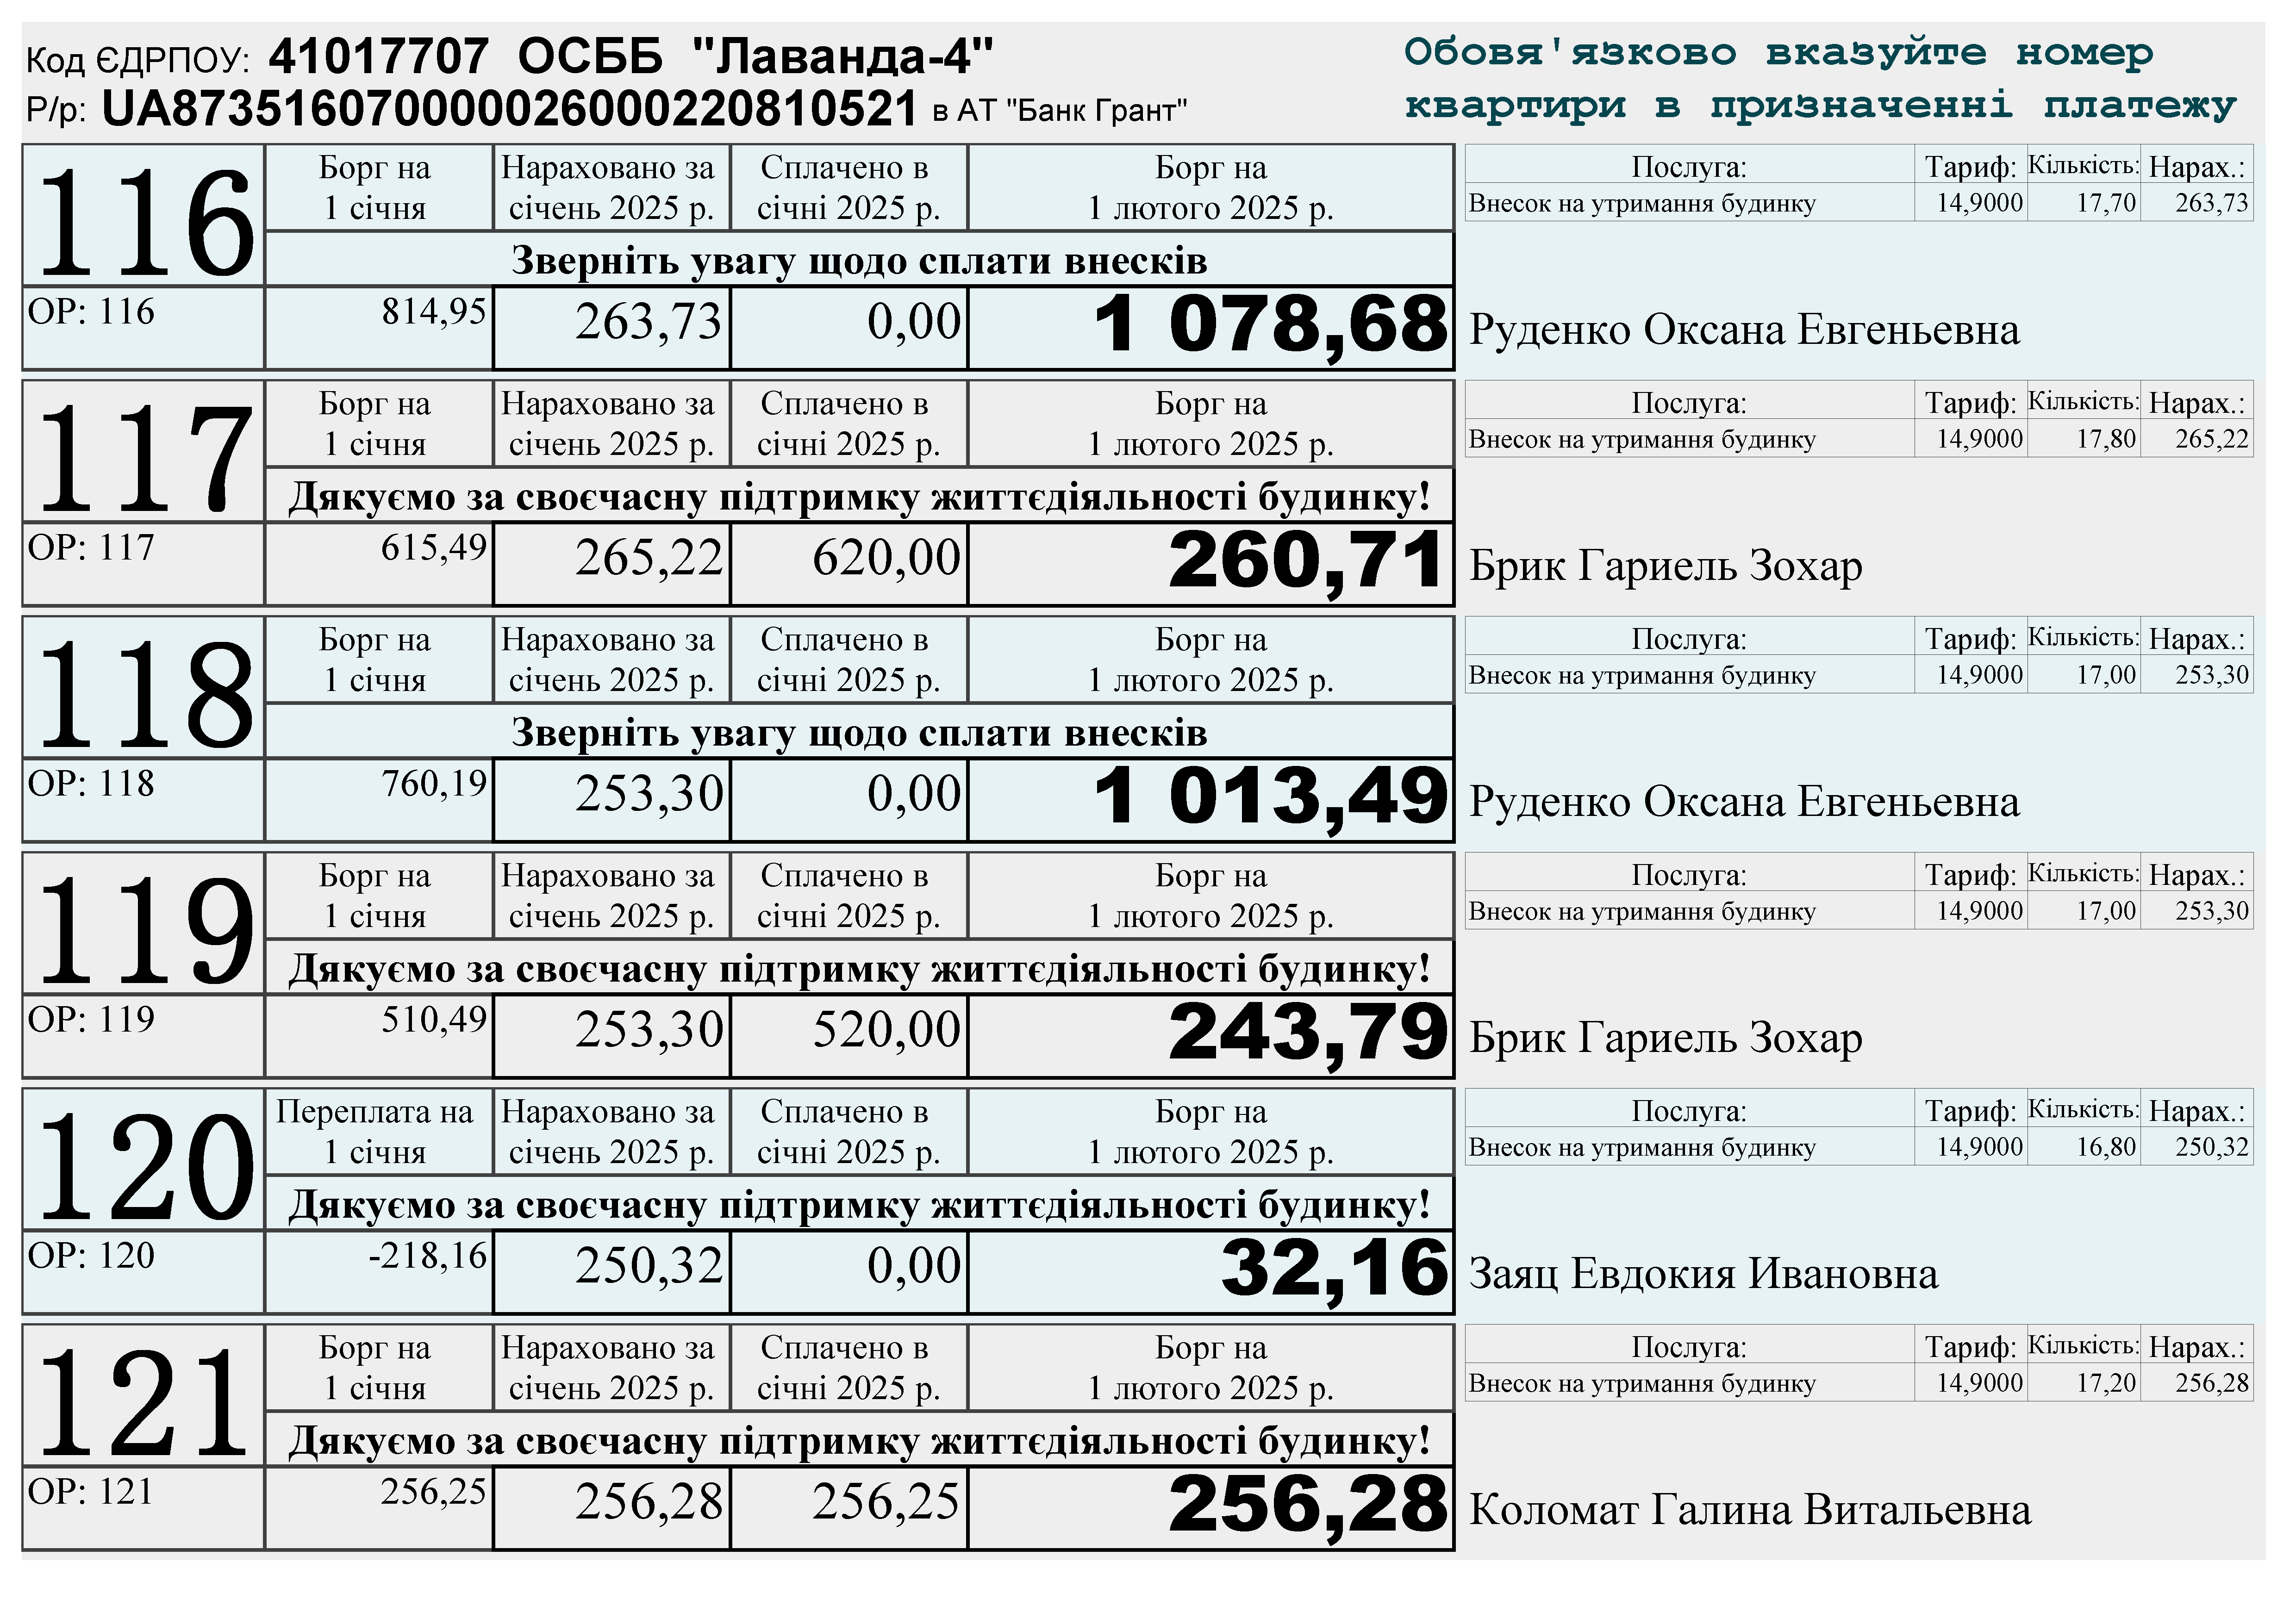 Код ЄДРПОУ: 41017707 ОСББ "Лаванда-4"
Р/р: UA873516070000026000220810521 в АТ "Банк Грант"
Обовя'язково вказуйте номер
квартири в призначенні платежу
116
Борг на
1 січня
Нараховано за
січень 2025 р.
Сплачено в
січні 2025 р.
Борг на
1 лютого 2025 р.
Зверніть увагу щодо сплати внесків
ОР: 116 814,95 263,73 0,00 1 078,68
Послуга: Тариф: Кількість: Нарах.:
Внесок на утримання будинку 14,9000 17,70 263,73
Руденко Оксана Евгеньевна
117
Борг на
1 січня
Нараховано за
січень 2025 р.
Сплачено в
січні 2025 р.
Борг на
1 лютого 2025 р.
Дякуємо за своєчасну підтримку життєдіяльності будинку!
ОР: 117 615,49 265,22 620,00 260,71
Послуга: Тариф: Кількість: Нарах.:
Внесок на утримання будинку 14,9000 17,80 265,22
Брик Гариель Зохар
118
Борг на
1 січня
Нараховано за
січень 2025 р.
Сплачено в
січні 2025 р.
Борг на
1 лютого 2025 р.
Зверніть увагу щодо сплати внесків
ОР: 118 760,19 253,30 0,00 1 013,49
Послуга: Тариф: Кількість: Нарах.:
Внесок на утримання будинку 14,9000 17,00 253,30
Руденко Оксана Евгеньевна
119
Борг на
1 січня
Нараховано за
січень 2025 р.
Сплачено в
січні 2025 р.
Борг на
1 лютого 2025 р.
Дякуємо за своєчасну підтримку життєдіяльності будинку!
ОР: 119 510,49 253,30 520,00 243,79
Послуга: Тариф: Кількість: Нарах.:
Внесок на утримання будинку 14,9000 17,00 253,30
Брик Гариель Зохар
120
Переплата на
1 січня
Нараховано за
січень 2025 р.
Сплачено в
січні 2025 р.
Борг на
1 лютого 2025 р.
Дякуємо за своєчасну підтримку життєдіяльності будинку!
ОР: 120 -218,16 250,32 0,00 32,16
Послуга: Тариф: Кількість: Нарах.:
Внесок на утримання будинку 14,9000 16,80 250,32
Заяц Евдокия Ивановна
121
Борг на
1 січня
Нараховано за
січень 2025 р.
Сплачено в
січні 2025 р.
Борг на
1 лютого 2025 р.
Дякуємо за своєчасну підтримку життєдіяльності будинку!
ОР: 121 256,25 256,28 256,25 256,28
Послуга: Тариф: Кількість: Нарах.:
Внесок на утримання будинку 14,9000 17,20 256,28
Коломат Галина Витальевна